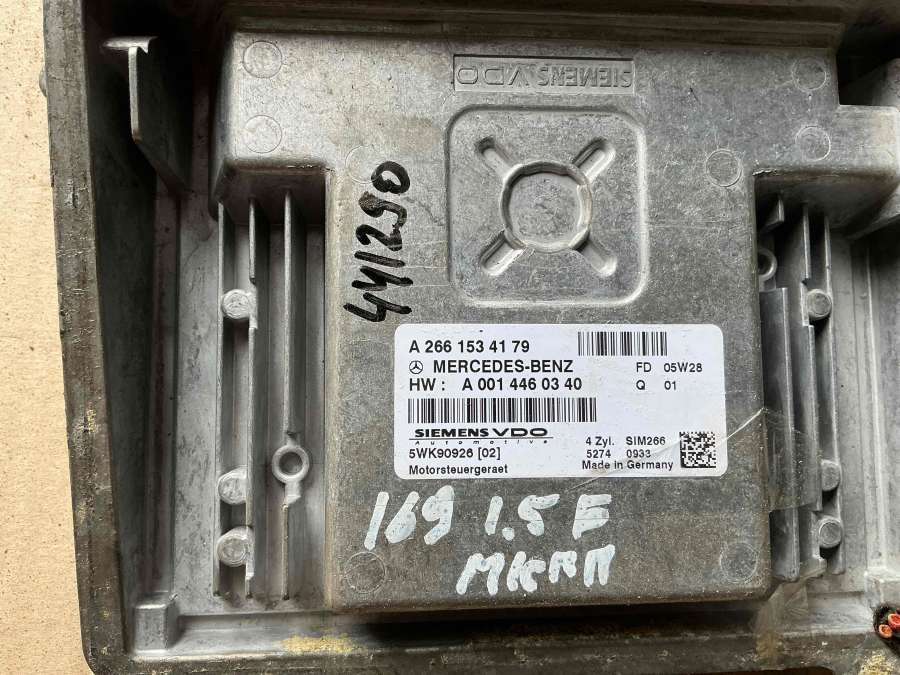 SIEMENS VDO
441290
A 266 153 41 79
MERCEDES-BENZ
FD 05W28
HW : A 001 446 03 40
Q 01
SIEMENS VDO
Automotive
4 Zyl. SIM266
5WK90926 [02]
5274 0933
Motorsteuergeraet
Made in Germany
169 1.5 E
МКПП